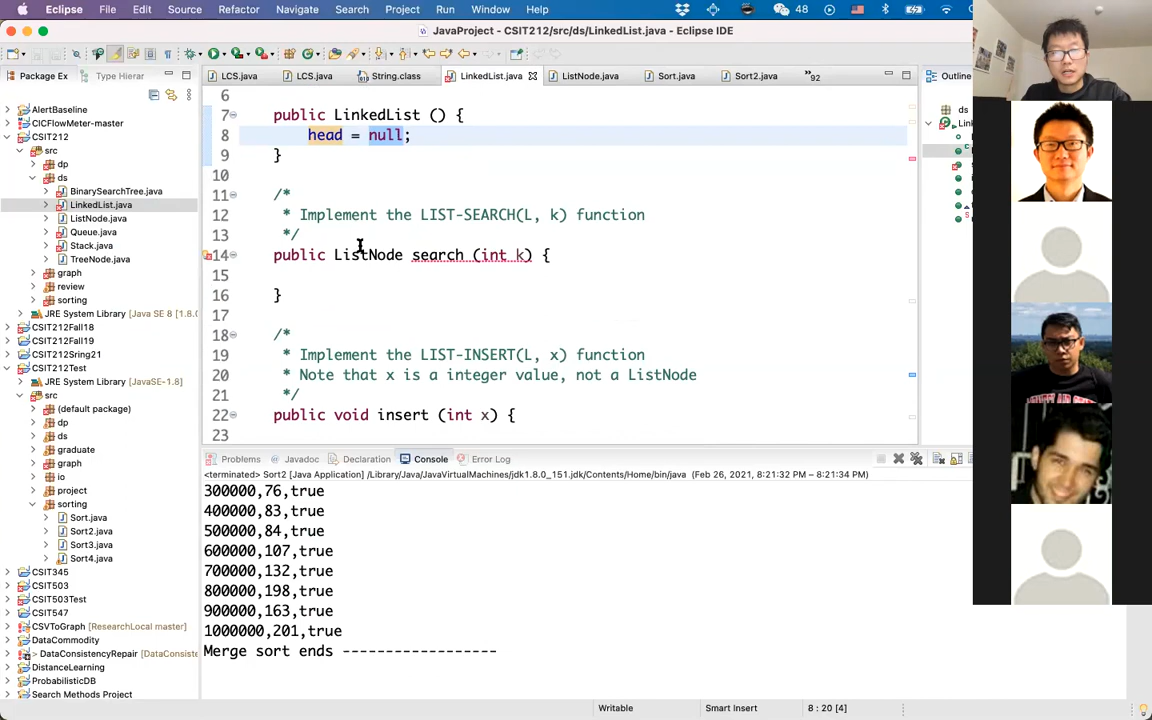 Eclipse File Edit Source Refactor Navigate Search Project Run Window Help 48
JavaProject - CSIT212/src/ds/LinkedList.java - Eclipse IDE
Package Ex Type Hierar
LCS.java LCS.java String.class LinkedList.java ListNode.java Sort.java Sort2.java 92
Outline
AlertBaseline
CICFlowMeter-master
CSIT212
src
dp
ds
BinarySearchTree.java
LinkedList.java
ListNode.java
Queue.java
Stack.java
TreeNode.java
graph
review
sorting
JRE System Library [Java SE 8 [1.8.0
CSIT212Fall18
CSIT212Fall19
CSIT212Sring21
CSIT212Test
JRE System Library [JavaSE-1.8]
src
(default package)
dp
ds
graduate
graph
io
project
sorting
Sort.java
Sort2.java
Sort3.java
Sort4.java
CSIT345
CSIT503
CSIT503Test
CSIT547
CSVToGraph [ResearchLocal master]
DataCommodity
> DataConsistencyRepair [DataConsiste
DistanceLearning
ProbabilisticDB
Search Methods Project
6
7 public LinkedList () {
8 head = null;
9 }
10
11 /*
12 * Implement the LIST-SEARCH(L, k) function
13 */
14 public ListNode search (int k) {
15
16 }
17
18 /*
19 * Implement the LIST-INSERT(L, x) function
20 * Note that x is a integer value, not a ListNode
21 */
22 public void insert (int x) {
23
ds
Lin
Problems Javadoc Declaration Console Error Log
<terminated> Sort2 [Java Application] /Library/Java/JavaVirtualMachines/jdk1.8.0_151.jdk/Contents/Home/bin/java (Feb 26, 2021, 8:21:32 PM – 8:21:34 PM)
300000,76,true
400000,83,true
500000,84,true
600000,107,true
700000,132,true
800000,198,true
900000,163,true
1000000,201,true
Merge sort ends ------------------
Writable Smart Insert 8 : 20 [4]